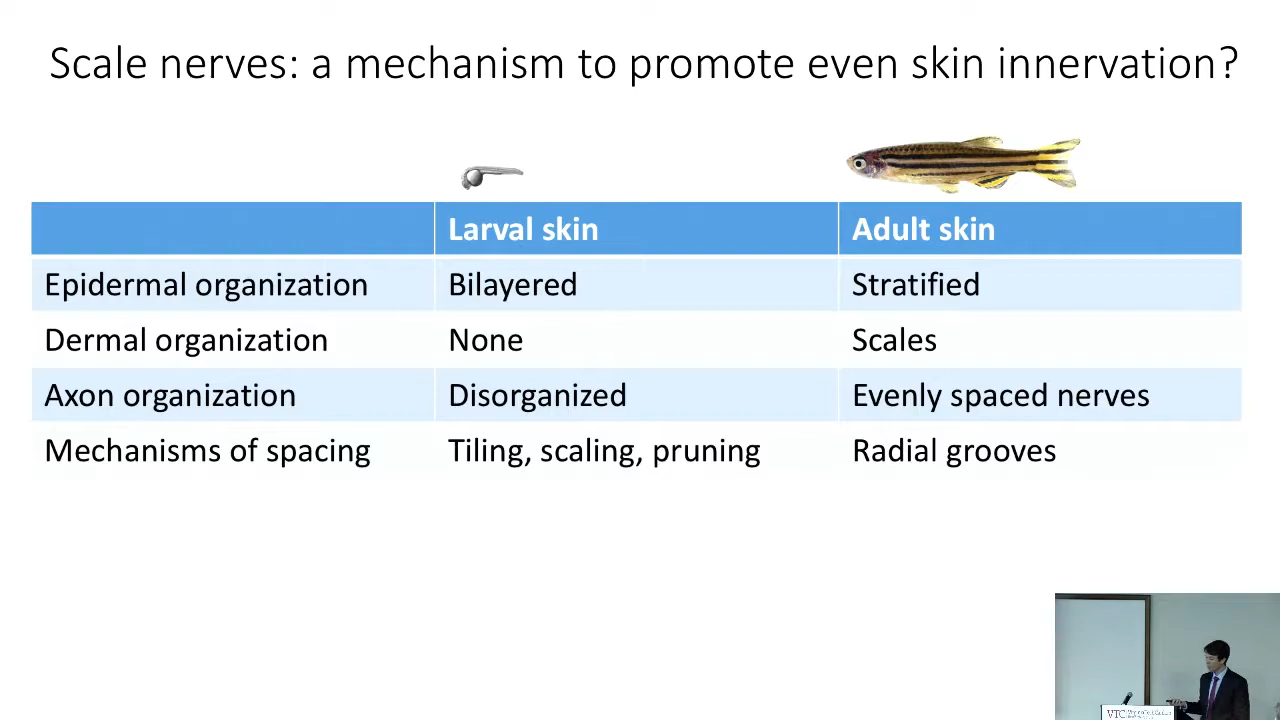 Scale nerves: a mechanism to promote even skin innervation?
Larval skin Adult skin
Epidermal organization Bilayered Stratified
Dermal organization None Scales
Axon organization Disorganized Evenly spaced nerves
Mechanisms of spacing Tiling, scaling, pruning Radial grooves
VTC